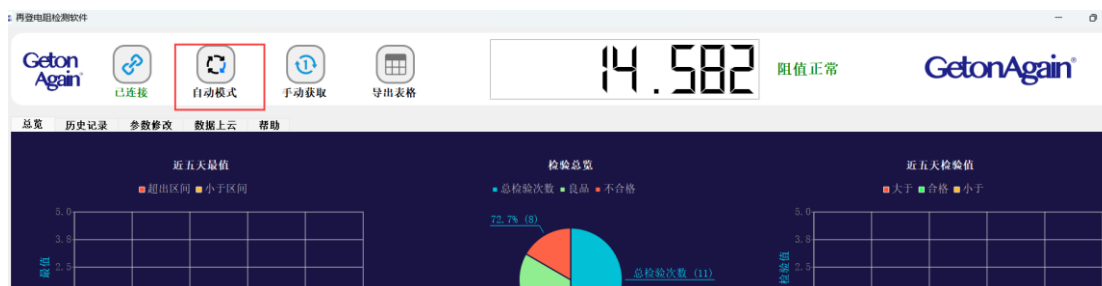 再登电阻检测软件
Geton
Again®
已连接
自动模式
手动获取
导出表格
14.582
阻值正常
GetonAgain®
总览 历史记录 参数修改 数据上云 帮助
近五天最值
超出区间 小于区间
5.0
3.8
2.5
最值
检验总览
总检验次数 良品 不合格
72.7% (8)
总检验次数 (11)
近五天检验值
大于 合格 小于
5.0
3.8
2.5
检验值